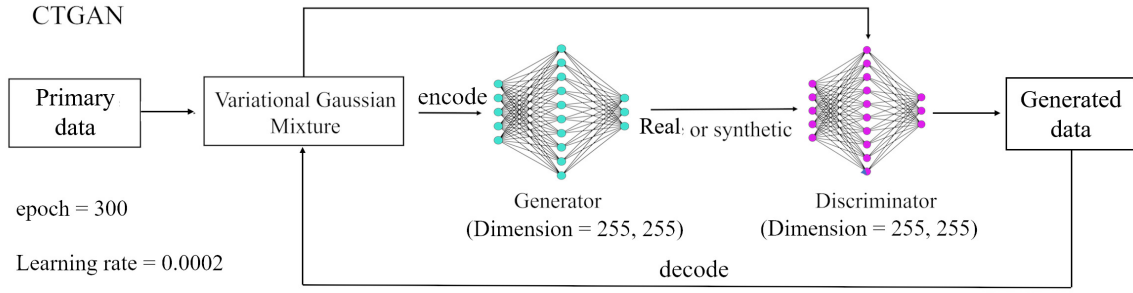 CTGAN
Primary
data
Variational Gaussian
Mixture
encode
Real: or synthetic
Generated
data
Generator
(Dimension = 255, 255)
Discriminator
(Dimension = 255, 255)
epoch = 300
Learning rate = 0.0002
decode